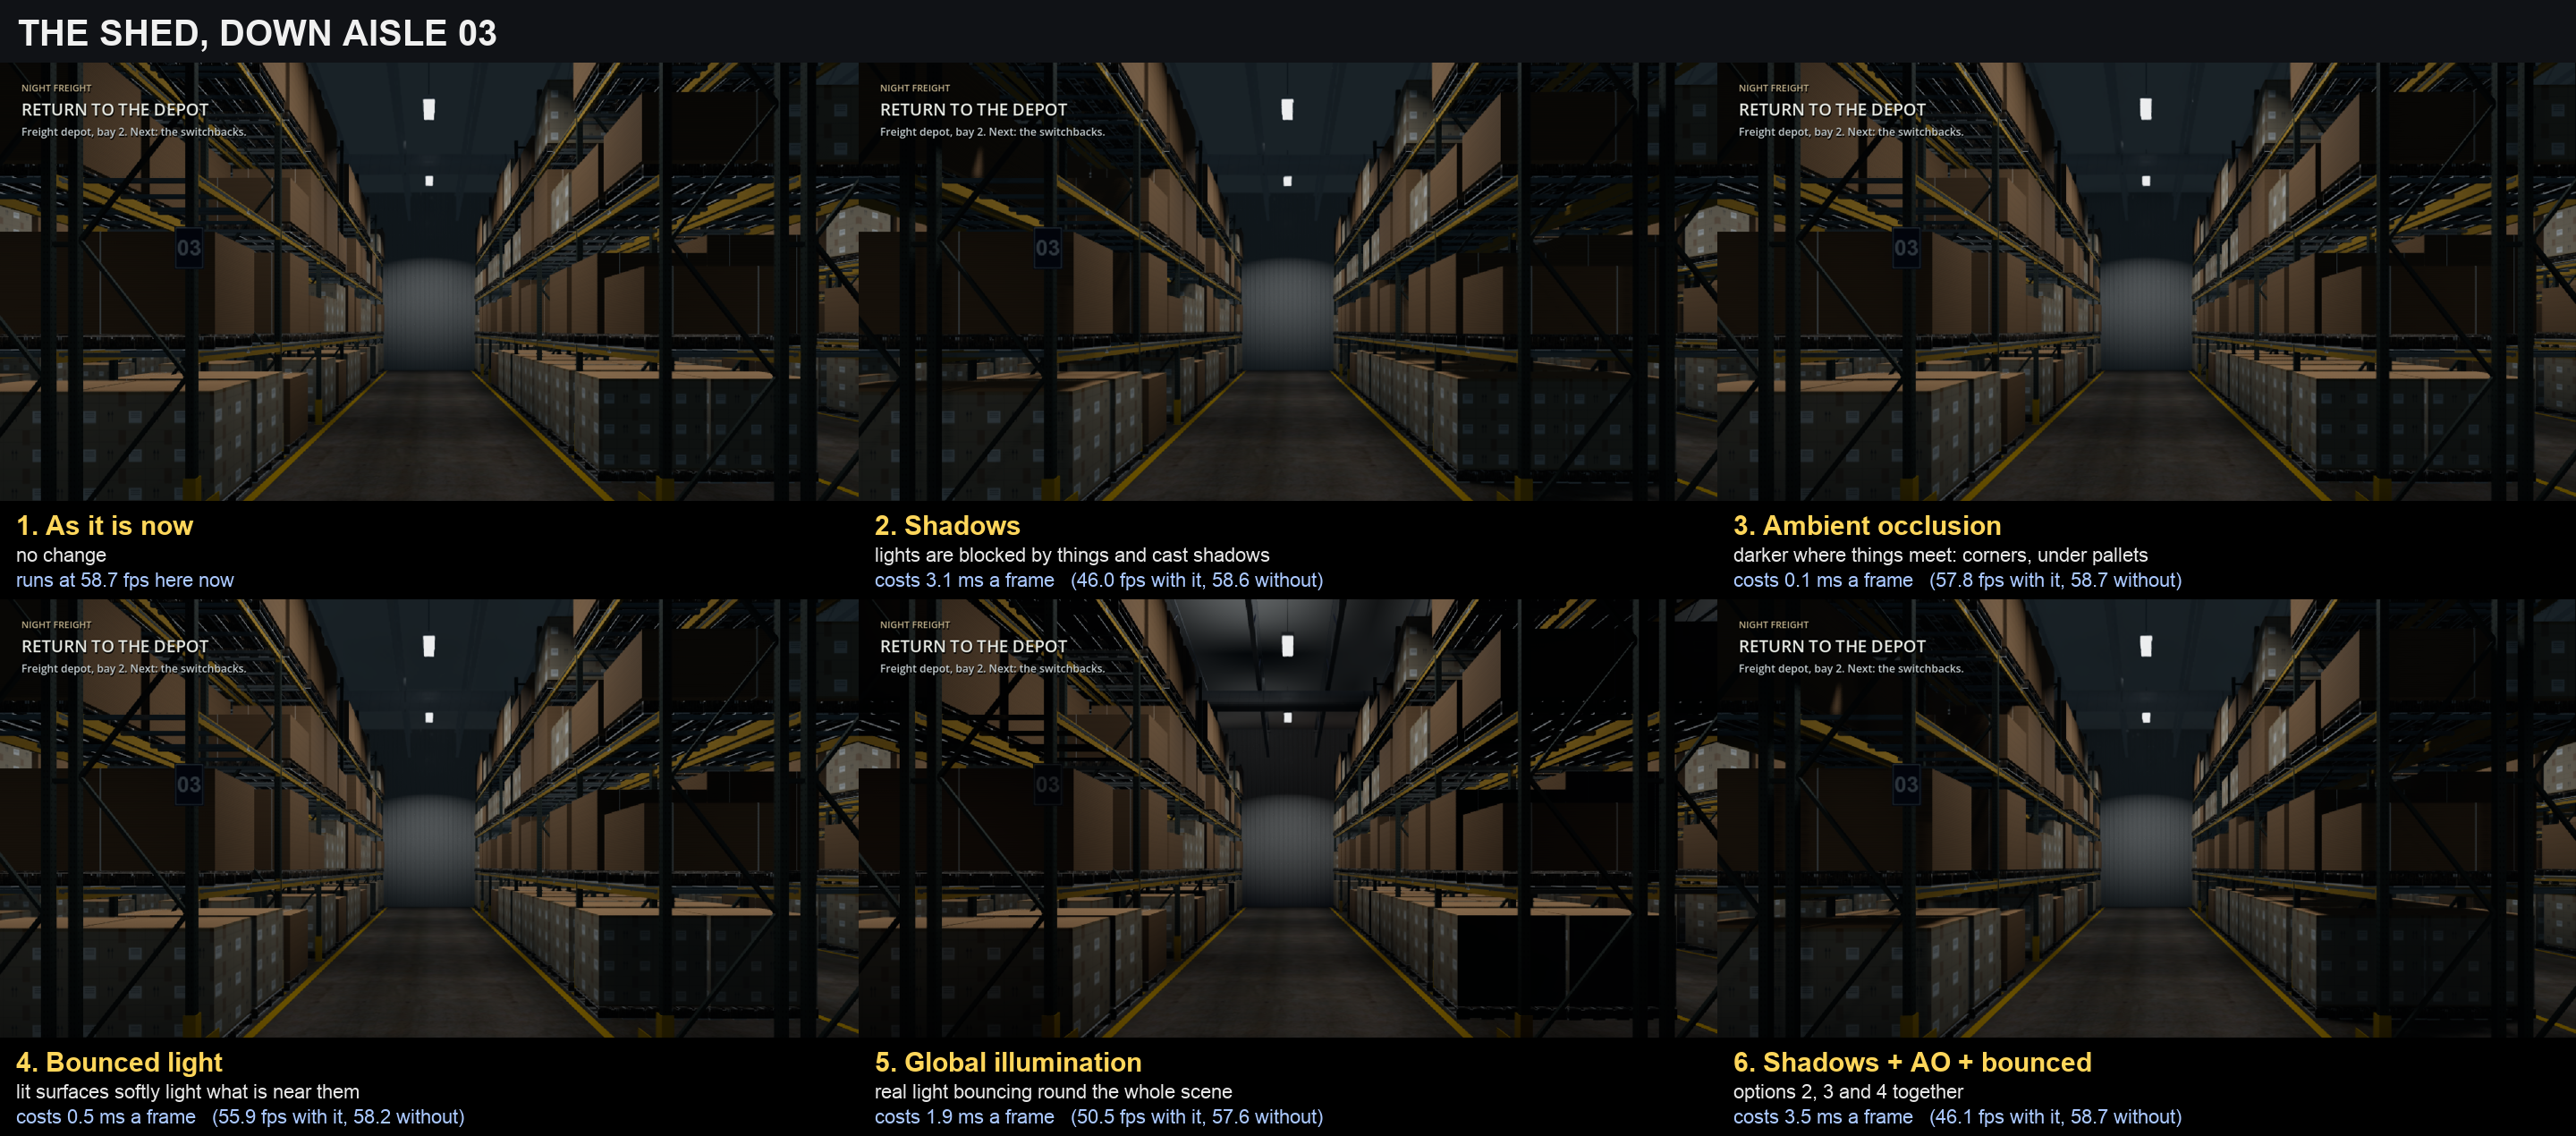 THE SHED, DOWN AISLE 03
NIGHT FREIGHT
RETURN TO THE DEPOT
Freight depot, bay 2. Next: the switchbacks.
03
1. As it is now
no change
runs at 58.7 fps here now
NIGHT FREIGHT
RETURN TO THE DEPOT
Freight depot, bay 2. Next: the switchbacks.
03
2. Shadows
lights are blocked by things and cast shadows
costs 3.1 ms a frame (46.0 fps with it, 58.6 without)
NIGHT FREIGHT
RETURN TO THE DEPOT
Freight depot, bay 2. Next: the switchbacks.
03
3. Ambient occlusion
darker where things meet: corners, under pallets
costs 0.1 ms a frame (57.8 fps with it, 58.7 without)
NIGHT FREIGHT
RETURN TO THE DEPOT
Freight depot, bay 2. Next: the switchbacks.
03
4. Bounced light
lit surfaces softly light what is near them
costs 0.5 ms a frame (55.9 fps with it, 58.2 without)
NIGHT FREIGHT
RETURN TO THE DEPOT
Freight depot, bay 2. Next: the switchbacks.
03
5. Global illumination
real light bouncing round the whole scene
costs 1.9 ms a frame (50.5 fps with it, 57.6 without)
NIGHT FREIGHT
RETURN TO THE DEPOT
Freight depot, bay 2. Next: the switchbacks.
03
6. Shadows + AO + bounced
options 2, 3 and 4 together
costs 3.5 ms a frame (46.1 fps with it, 58.7 without)